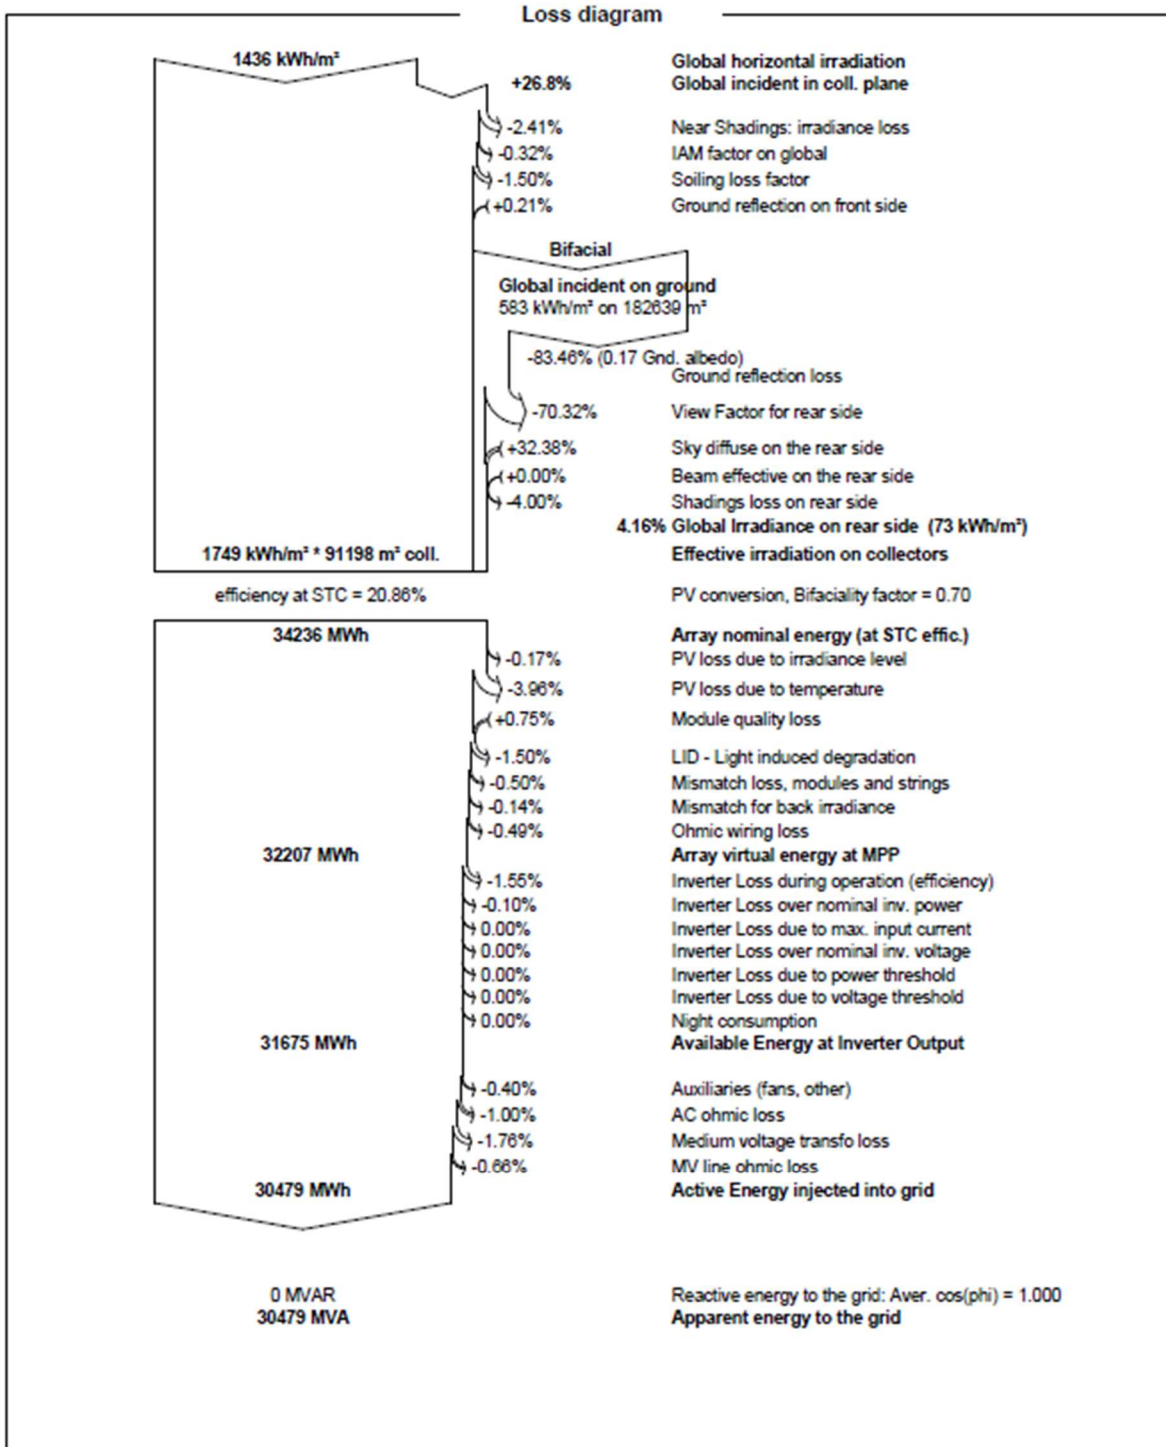 Loss diagram
1436 kWh/m² Global horizontal irradiation
+26.8% Global incident in coll. plane
-2.41% Near Shadings: irradiance loss
-0.32% IAM factor on global
-1.50% Soiling loss factor
+0.21% Ground reflection on front side
Bifacial
Global incident on ground
583 kWh/m² on 182639 m²
-83.46% (0.17 Gnd. albedo)
Ground reflection loss
-70.32% View Factor for rear side
+32.38% Sky diffuse on the rear side
+0.00% Beam effective on the rear side
-4.00% Shadings loss on rear side
4.16% Global Irradiance on rear side (73 kWh/m²)
1749 kWh/m² * 91198 m² coll. Effective irradiation on collectors
efficiency at STC = 20.86% PV conversion, Bifaciality factor = 0.70
34236 MWh Array nominal energy (at STC effic.)
-0.17% PV loss due to irradiance level
-3.96% PV loss due to temperature
+0.75% Module quality loss
-1.50% LID - Light induced degradation
-0.50% Mismatch loss, modules and strings
-0.14% Mismatch for back irradiance
-0.49% Ohmic wiring loss
32207 MWh Array virtual energy at MPP
-1.55% Inverter Loss during operation (efficiency)
-0.10% Inverter Loss over nominal inv. power
0.00% Inverter Loss due to max. input current
0.00% Inverter Loss over nominal inv. voltage
0.00% Inverter Loss due to power threshold
0.00% Inverter Loss due to voltage threshold
0.00% Night consumption
31675 MWh Available Energy at Inverter Output
-0.40% Auxiliaries (fans, other)
-1.00% AC ohmic loss
-1.76% Medium voltage transfo loss
-0.66% MV line ohmic loss
30479 MWh Active Energy injected into grid
0 MVAR Reactive energy to the grid: Aver. cos(phi) = 1.000
30479 MVA Apparent energy to the grid